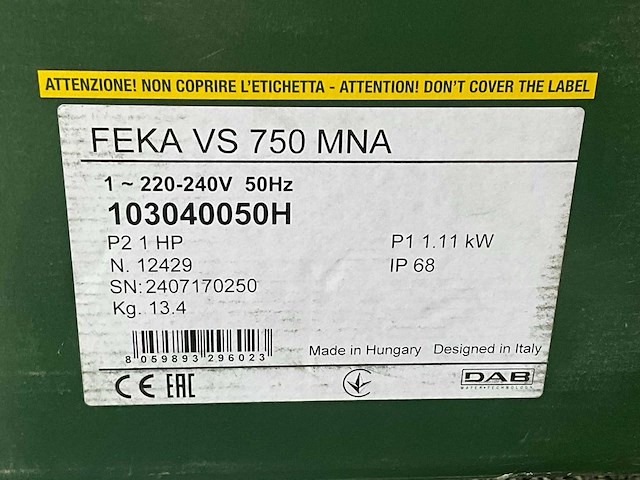 ATTENZIONE! NON COPRIRE L'ETICHETTA - ATTENTION! DON'T COVER THE LABEL
FEKA VS 750 MNA
1 ~ 220-240V 50Hz
103040050H
P2 1 HP P1 1.11 kW
N. 12429 IP 68
SN:2407170250
Kg. 13.4
8 059893 296023
Made in Hungary Designed in Italy
CE EAC DAB
WATER•TECHNOLOGY